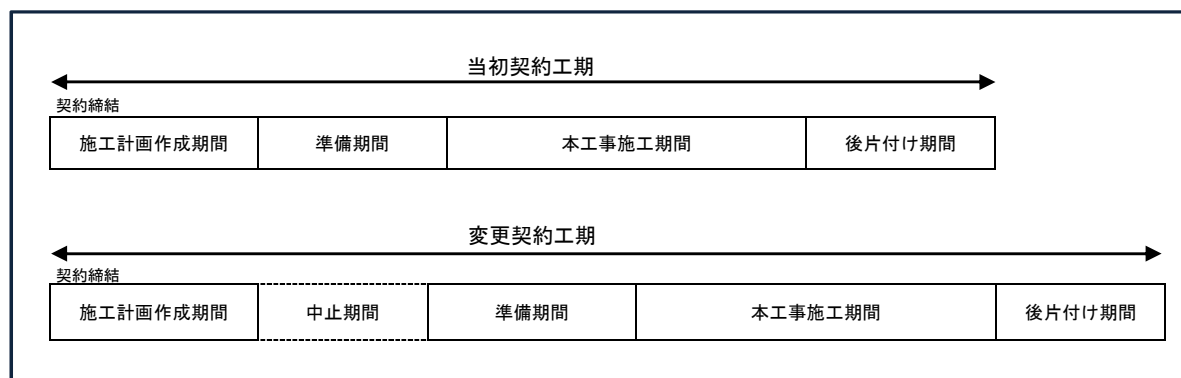 当初契約工期
契約締結
施工計画作成期間 準備期間 本工事施工期間 後片付け期間
変更契約工期
契約締結
施工計画作成期間 中止期間 準備期間 本工事施工期間 後片付け期間